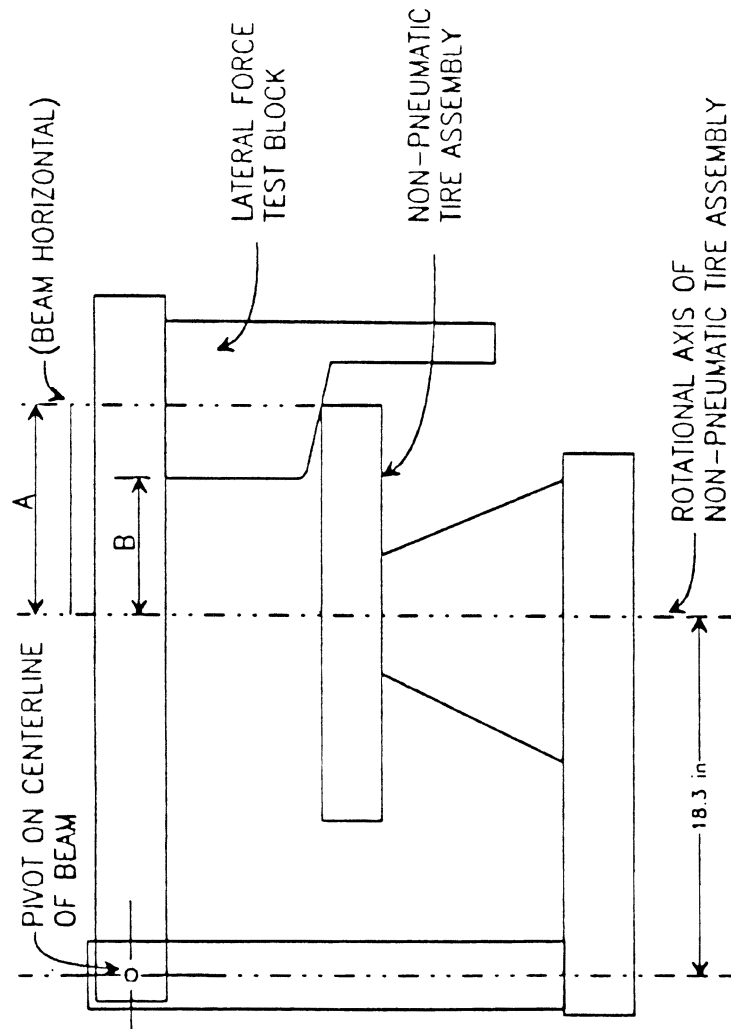 PIVOT ON CENTERLINE
OF BEAM
A
B
(BEAM HORIZONTAL)
LATERAL FORCE
TEST BLOCK
NON-PNEUMATIC
TIRE ASSEMBLY
18.3 in
ROTATIONAL AXIS OF
NON-PNEUMATIC TIRE ASSEMBLY